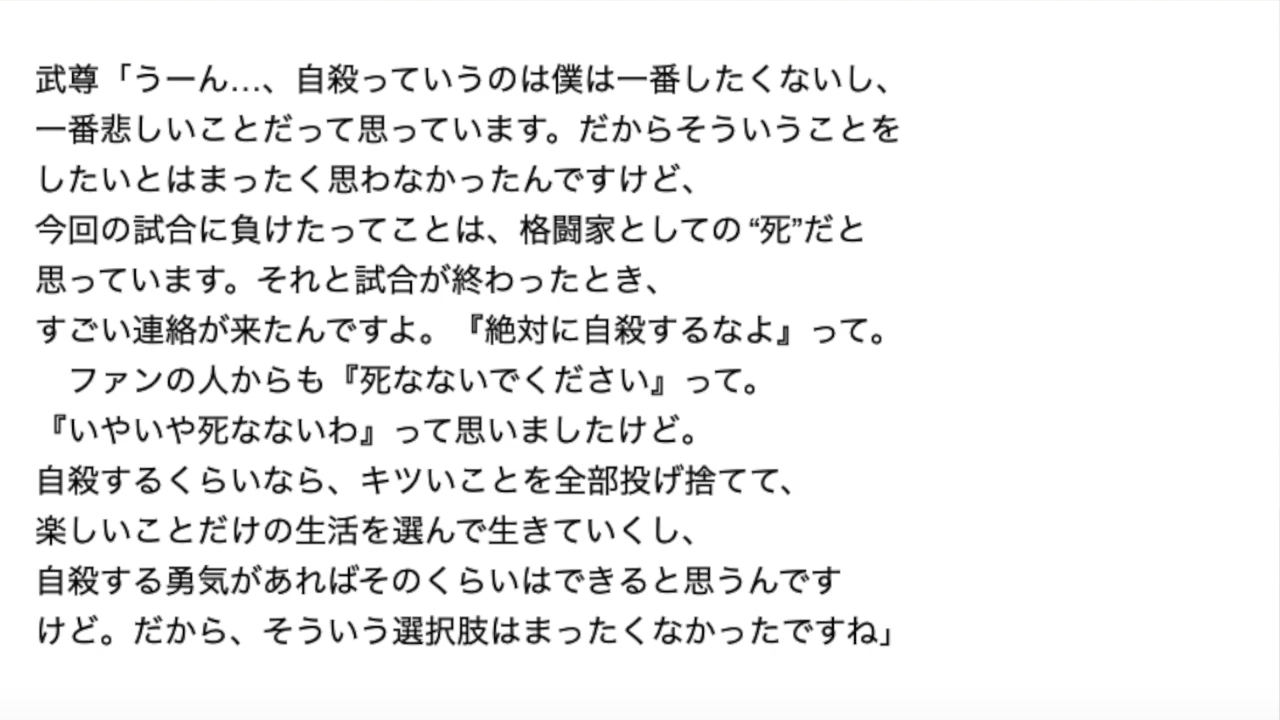 武尊「うーん…、自殺っていうのは僕は一番したくないし、
一番悲しいことだって思っています。だからそういうことを
したいとはまったく思わなかったんですけど、
今回の試合に負けたってことは、格闘家としての “死”だと
思っています。それと試合が終わったとき、
すごい連絡が来たんですよ。『絶対に自殺するなよ』って。
　ファンの人からも『死なないでください』って。
『いやいや死なないわ』って思いましたけど。
自殺するくらいなら、キツいことを全部投げ捨てて、
楽しいことだけの生活を選んで生きていくし、
自殺する勇気があればそのくらいはできると思うんです
けど。だから、そういう選択肢はまったくなかったですね」